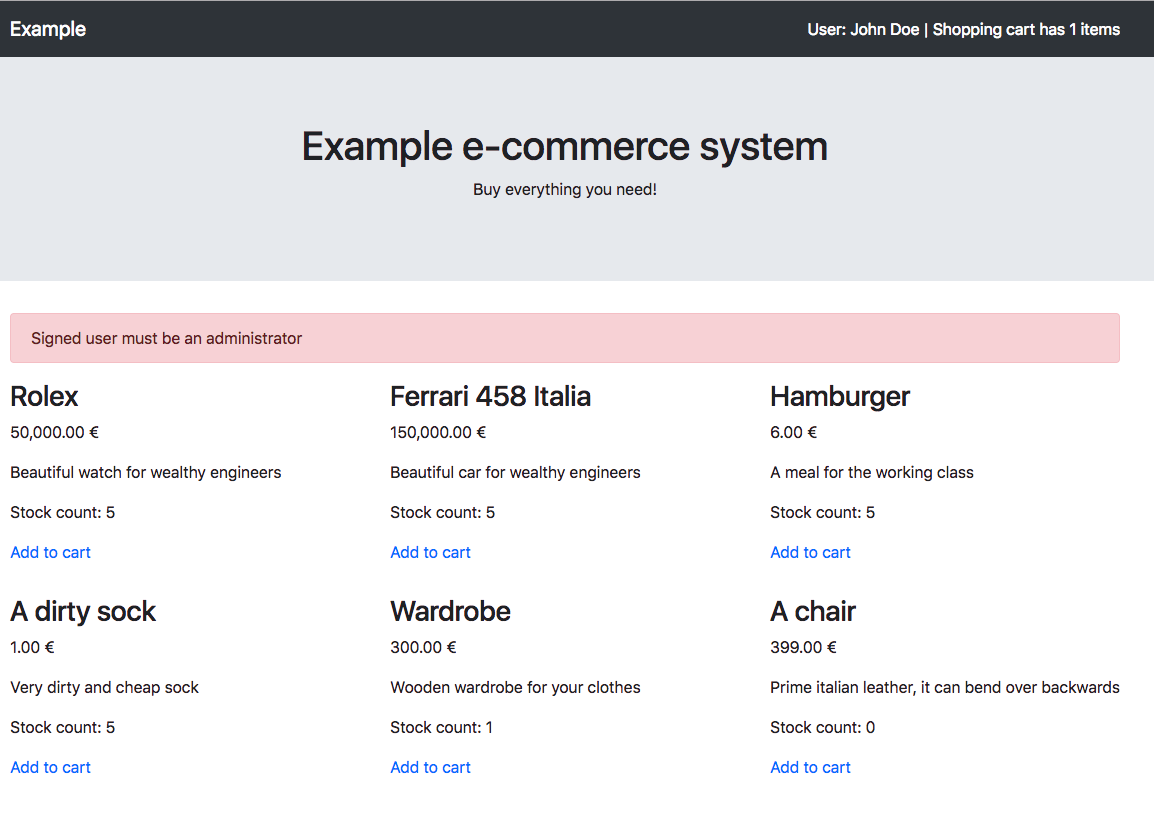 Example
User: John Doe | Shopping cart has 1 items
Example e-commerce system
Buy everything you need!
Signed user must be an administrator
Rolex
50,000.00 €
Beautiful watch for wealthy engineers
Stock count: 5
Add to cart
Ferrari 458 Italia
150,000.00 €
Beautiful car for wealthy engineers
Stock count: 5
Add to cart
Hamburger
6.00 €
A meal for the working class
Stock count: 5
Add to cart
A dirty sock
1.00 €
Very dirty and cheap sock
Stock count: 5
Add to cart
Wardrobe
300.00 €
Wooden wardrobe for your clothes
Stock count: 1
Add to cart
A chair
399.00 €
Prime italian leather, it can bend over backwards
Stock count: 0
Add to cart